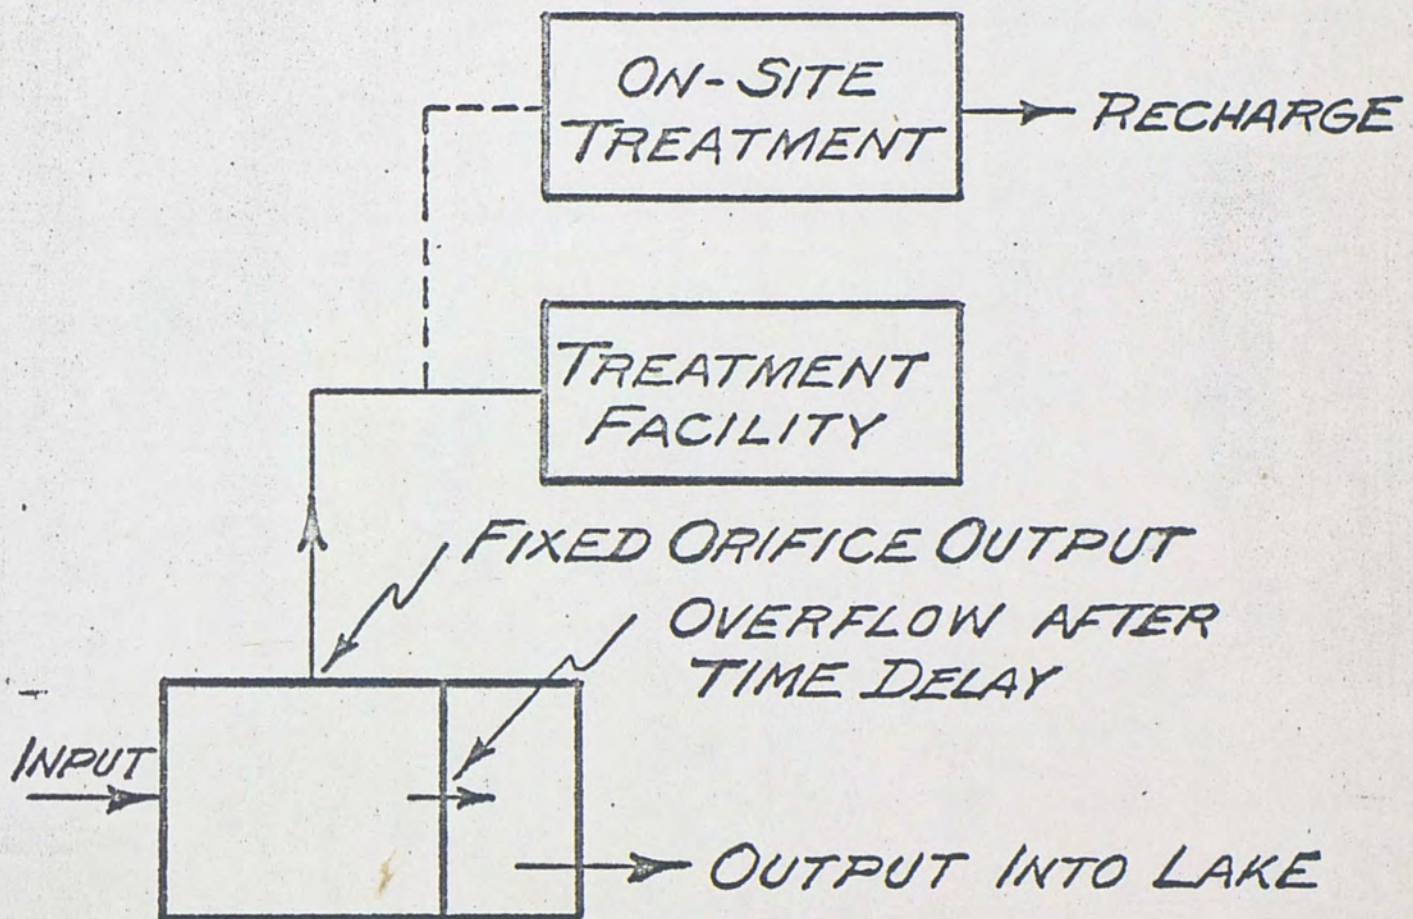 ON-SITE
TREATMENT
RECHARGE
TREATMENT
FACILITY
FIXED ORIFICE OUTPUT
OVERFLOW AFTER
TIME DELAY
INPUT
OUTPUT INTO LAKE